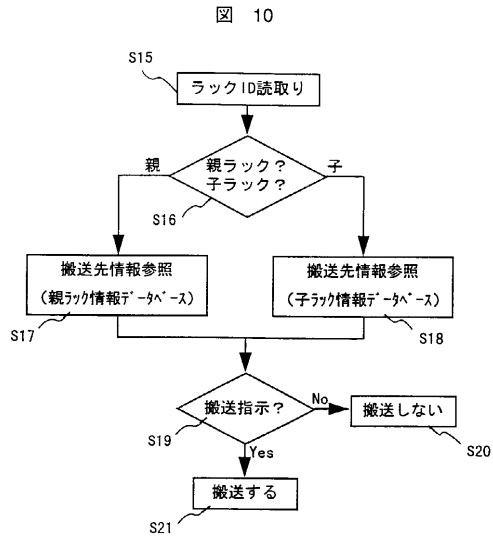 図 10
S15
ラックID読取り
親
親ラック?
子ラック?
子
S16
搬送先情報参照
(親ラック情報データベース)
搬送先情報参照
(子ラック情報データベース)
S17
S18
搬送指示?
No
搬送しない
S19
S20
Yes
搬送する
S21